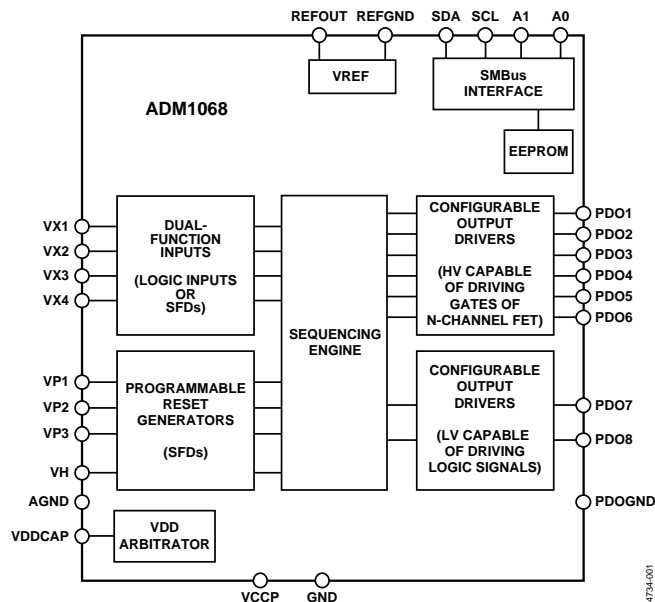 REFOUT REFGND SDA SCL A1 A0
VREF
SMBus
INTERFACE
ADM1068
EEPROM
VX1
VX2
VX3
VX4
DUAL-
FUNCTION
INPUTS
(LOGIC INPUTS
OR
SFDs)
VP1
VP2
VP3
VH
PROGRAMMABLE
RESET
GENERATORS
(SFDs)
AGND
VDDCAP
VDD
ARBITRATOR
SEQUENCING
ENGINE
CONFIGURABLE
OUTPUT
DRIVERS
(HV CAPABLE
OF DRIVING
GATES OF
N-CHANNEL FET)
PDO1
PDO2
PDO3
PDO4
PDO5
PDO6
CONFIGURABLE
OUTPUT
DRIVERS
(LV CAPABLE
OF DRIVING
LOGIC SIGNALS)
PDO7
PDO8
PDOGND
VCCP GND
4734-001